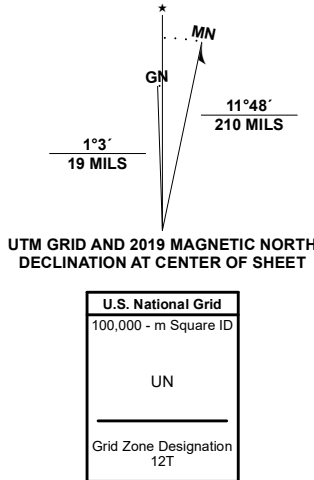 MN
GN
11°48´
210 MILS
1°3´
19 MILS
UTM GRID AND 2019 MAGNETIC NORTH
DECLINATION AT CENTER OF SHEET
U.S. National Grid
100,000 - m Square ID
UN
Grid Zone Designation
12T